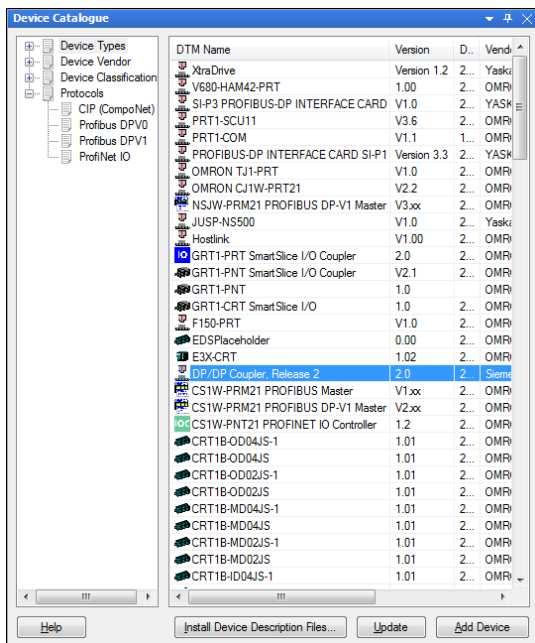 Device Catalogue
Device Types
Device Vendor
Device Classification
Protocols
CIP (CompoNet)
Profibus DPV0
Profibus DPV1
ProfiNet IO
DTM Name Version D.. Vend
XtraDrive Version 1.2 2... Yaska
V680-HAM42-PRT 1.00 2... OMR
SI-P3 PROFIBUS-DP INTERFACE CARD V1.0 2... YASK
PRT1-SCU11 V3.6 2... OMR
PRT1-COM V1.1 1... OMR
PROFIBUS-DP INTERFACE CARD SI-P1 Version 3.3 2... YASK
OMRON TJ1-PRT V1.0 2... OMR
OMRON CJ1W-PRT21 V2.2 2... OMR
NSJW-PRM21 PROFIBUS DP-V1 Master V3.xx 2... OMR
JUSP-NS500 V1.0 2... Yaska
Hostlink V1.00 2... OMR
IO GRT1-PRT SmartSlice I/O Coupler 2.0 2... OMR
GRT1-PNT SmartSlice I/O Coupler V2.1 2... OMR
GRT1-PNT 1.0 OMR
GRT1-CRT SmartSlice I/O 1.0 2... OMR
F150-PRT V1.0 2... OMR
EDSPlaceholder 0.00 2... OMR
E3X-CRT 1.02 2... OMR
DP/DP Coupler, Release 2 2.0 2... Sieme
CS1W-PRM21 PROFIBUS Master V1.xx 2... OMR
CS1W-PRM21 PROFIBUS DP-V1 Master V2.xx 2... OMR
IOC CS1W-PNT21 PROFINET IO Controller 1.2 2... OMR
CRT1B-OD04JS-1 1.01 2... OMR
CRT1B-OD04JS 1.01 2... OMR
CRT1B-OD02JS-1 1.01 2... OMR
CRT1B-OD02JS 1.01 2... OMR
CRT1B-MD04JS-1 1.01 2... OMR
CRT1B-MD04JS 1.01 2... OMR
CRT1B-MD02JS-1 1.01 2... OMR
CRT1B-MD02JS 1.01 2... OMR
CRT1B-ID04JS-1 1.01 2... OMR
Help Install Device Description Files... Update Add Device